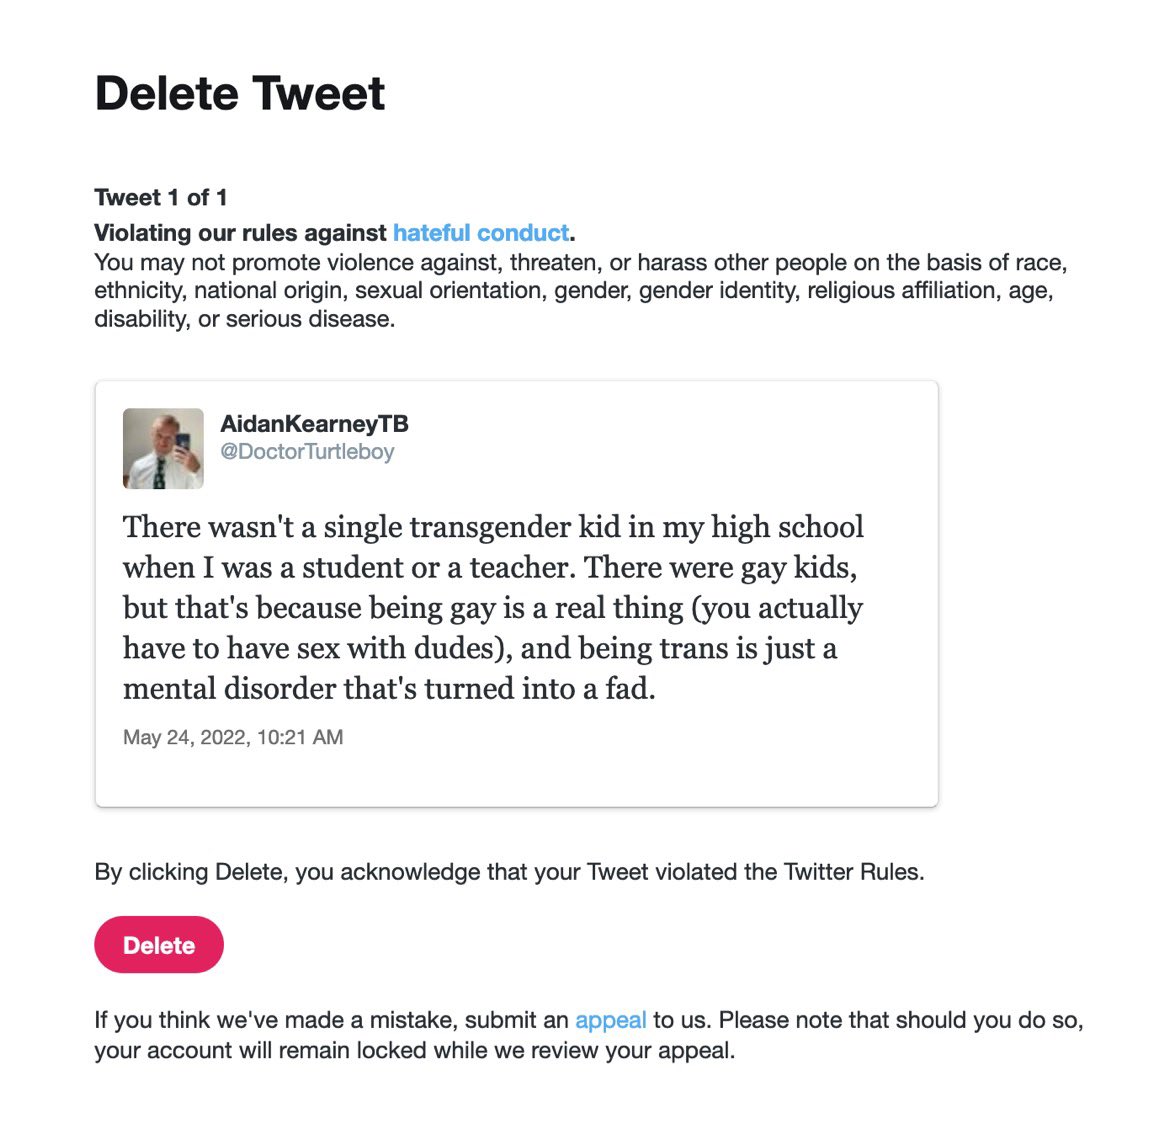 Delete Tweet
Tweet 1 of 1
Violating our rules against hateful conduct.
You may not promote violence against, threaten, or harass other people on the basis of race,
ethnicity, national origin, sexual orientation, gender, gender identity, religious affiliation, age,
disability, or serious disease.
AidanKearneyTB
@DoctorTurtleboy
There wasn't a single transgender kid in my high school
when I was a student or a teacher. There were gay kids,
but that's because being gay is a real thing (you actually
have to have sex with dudes), and being trans is just a
mental disorder that's turned into a fad.
May 24, 2022, 10:21 AM
By clicking Delete, you acknowledge that your Tweet violated the Twitter Rules.
Delete
If you think we've made a mistake, submit an appeal to us. Please note that should you do so,
your account will remain locked while we review your appeal.